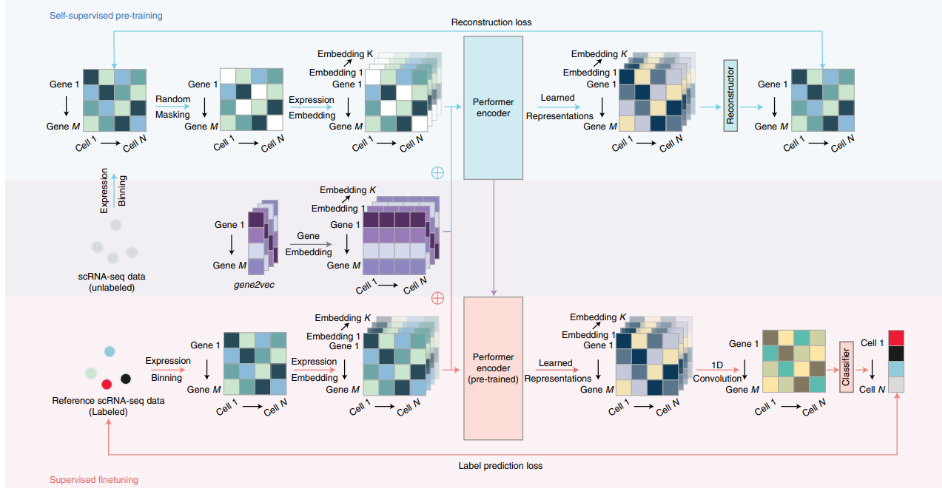 Self-supervised pre-training
Reconstruction loss
Gene 1
Gene M
Cell 1
Cell N
Random
Masking
Gene 1
Gene M
Cell 1
Cell N
Expression
Embedding
Embedding K
Embedding 1
Gene 1
Gene M
Cell 1
Cell N
Performer
encoder
Learned
Representations
Embedding K
Embedding 1
Gene 1
Gene M
Cell 1
Cell N
Reconstructor
Gene 1
Gene M
Cell 1
Cell N
Expression
Binning
scRNA-seq data
(unlabeled)
Gene 1
Gene M
gene2vec
Gene
Embedding
Embedding K
Embedding 1
Gene 1
Gene M
Cell 1
Cell N
Reference scRNA-seq data
(Labeled)
Expression
Binning
Gene 1
Gene M
Cell 1
Cell N
Expression
Embedding
Embedding K
Embedding 1
Gene 1
Gene M
Cell 1
Cell N
Performer
encoder
(pre-trained)
Learned
Representations
Embedding K
Embedding 1
Gene 1
Gene M
Cell 1
Cell N
1D
Convolution
Gene 1
Gene M
Cell 1
Cell N
Classifier
Cell 1
Cell N
Label prediction loss
Supervised finetuning